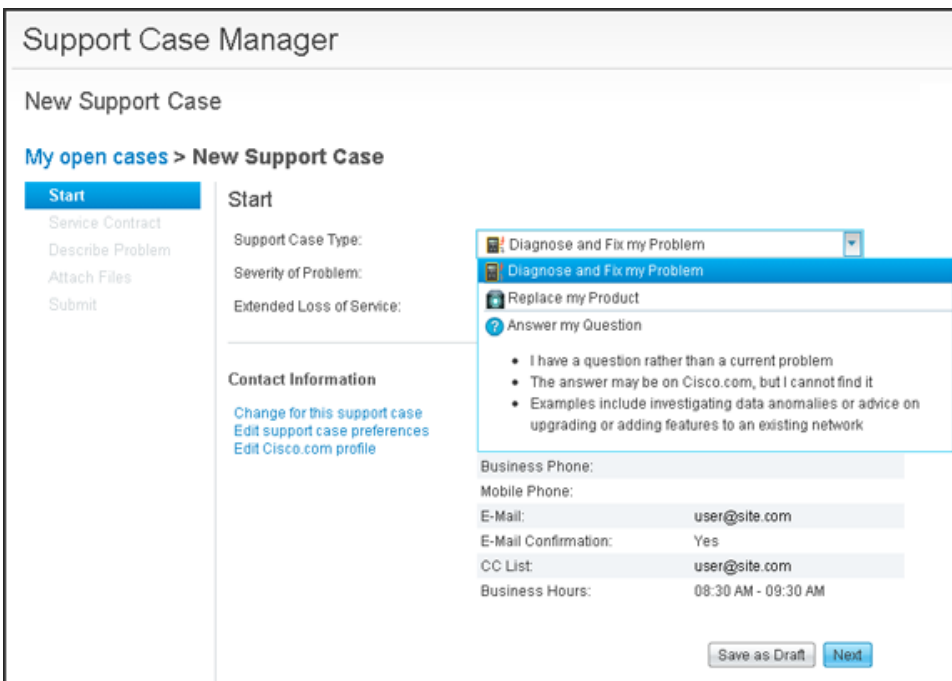 Support Case Manager
New Support Case
My open cases > New Support Case
Start
Service Contract
Describe Problem
Attach Files
Submit
Start
Support Case Type:
Diagnose and Fix my Problem
Severity of Problem:
Extended Loss of Service:
Diagnose and Fix my Problem
Replace my Product
Answer my Question
• I have a question rather than a current problem
• The answer may be on Cisco.com, but I cannot find it
• Examples include investigating data anomalies or advice on
upgrading or adding features to an existing network
Contact Information
Change for this support case
Edit support case preferences
Edit Cisco.com profile
Business Phone:
Mobile Phone:
E-Mail: user@site.com
E-Mail Confirmation: Yes
CC List: user@site.com
Business Hours: 08:30 AM - 09:30 AM
Save as Draft
Next